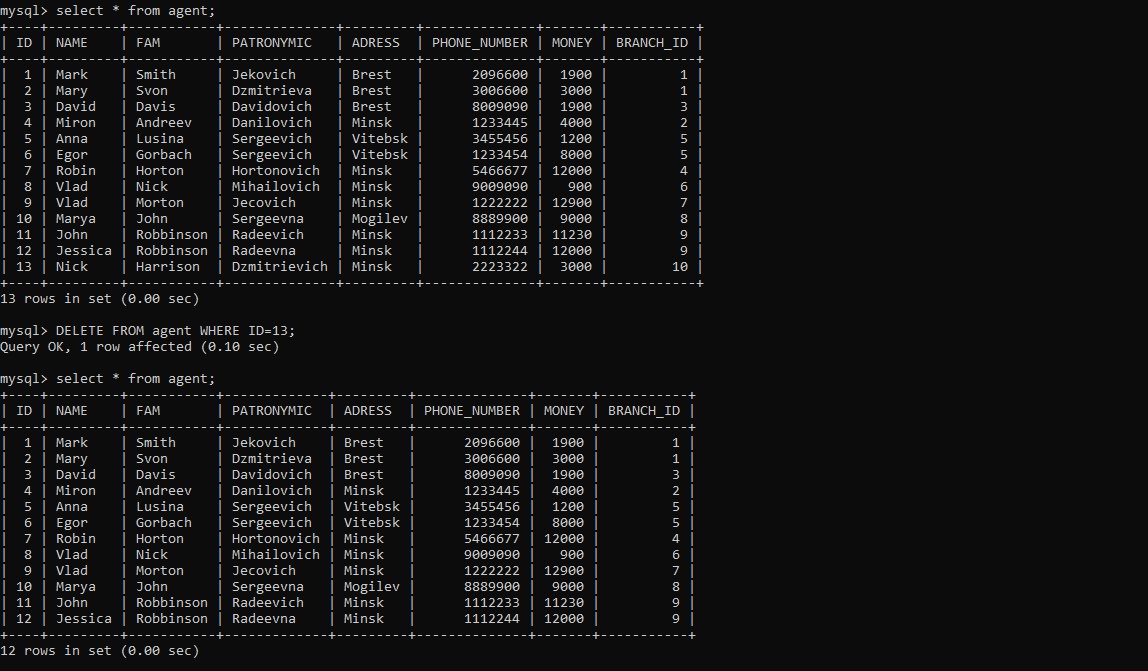 mysql> select * from agent;
+----+---------+-----------+--------------+---------+--------------+-------+-----------+
| ID | NAME    | FAM       | PATRONYMIC   | ADRESS  | PHONE_NUMBER | MONEY | BRANCH_ID |
+----+---------+-----------+--------------+---------+--------------+-------+-----------+
|  1 | Mark    | Smith     | Jekovich     | Brest   |      2096600 |  1900 |         1 |
|  2 | Mary    | Svon      | Dzmitrieva   | Brest   |      3006600 |  3000 |         1 |
|  3 | David   | Davis     | Davidovich   | Brest   |      8009090 |  1900 |         3 |
|  4 | Miron   | Andreev   | Danilovich   | Minsk   |      1233445 |  4000 |         2 |
|  5 | Anna    | Lusina    | Sergeevich   | Vitebsk |      3455456 |  1200 |         5 |
|  6 | Egor    | Gorbach   | Sergeevich   | Vitebsk |      1233454 |  8000 |         5 |
|  7 | Robin   | Horton    | Hortonovich  | Minsk   |      5466677 | 12000 |         4 |
|  8 | Vlad    | Nick      | Mihailovich  | Minsk   |      9009090 |   900 |         6 |
|  9 | Vlad    | Morton    | Jecovich     | Minsk   |      1222222 | 12900 |         7 |
| 10 | Marya   | John      | Sergeevna    | Mogilev |      8889900 |  9000 |         8 |
| 11 | John    | Robbinson | Radeevich    | Minsk   |      1112233 | 11230 |         9 |
| 12 | Jessica | Robbinson | Radeevna     | Minsk   |      1112244 | 12000 |         9 |
| 13 | Nick    | Harrison  | Dzmitrievich | Minsk   |      2223322 |  3000 |        10 |
+----+---------+-----------+--------------+---------+--------------+-------+-----------+
13 rows in set (0.00 sec)
mysql> DELETE FROM agent WHERE ID=13;
Query OK, 1 row affected (0.10 sec)
mysql> select * from agent;
+----+---------+-----------+-------------+---------+--------------+-------+-----------+
| ID | NAME    | FAM       | PATRONYMIC  | ADRESS  | PHONE_NUMBER | MONEY | BRANCH_ID |
+----+---------+-----------+-------------+---------+--------------+-------+-----------+
|  1 | Mark    | Smith     | Jekovich    | Brest   |      2096600 |  1900 |         1 |
|  2 | Mary    | Svon      | Dzmitrieva  | Brest   |      3006600 |  3000 |         1 |
|  3 | David   | Davis     | Davidovich  | Brest   |      8009090 |  1900 |         3 |
|  4 | Miron   | Andreev   | Danilovich  | Minsk   |      1233445 |  4000 |         2 |
|  5 | Anna    | Lusina    | Sergeevich  | Vitebsk |      3455456 |  1200 |         5 |
|  6 | Egor    | Gorbach   | Sergeevich  | Vitebsk |      1233454 |  8000 |         5 |
|  7 | Robin   | Horton    | Hortonovich | Minsk   |      5466677 | 12000 |         4 |
|  8 | Vlad    | Nick      | Mihailovich | Minsk   |      9009090 |   900 |         6 |
|  9 | Vlad    | Morton    | Jecovich    | Minsk   |      1222222 | 12900 |         7 |
| 10 | Marya   | John      | Sergeevna   | Mogilev |      8889900 |  9000 |         8 |
| 11 | John    | Robbinson | Radeevich   | Minsk   |      1112233 | 11230 |         9 |
| 12 | Jessica | Robbinson | Radeevna    | Minsk   |      1112244 | 12000 |         9 |
+----+---------+-----------+-------------+---------+--------------+-------+-----------+
12 rows in set (0.00 sec)